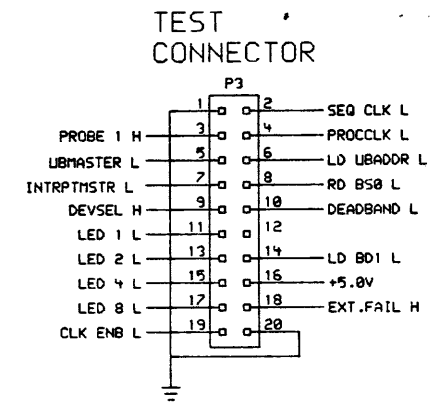 TEST
CONNECTOR
P3
1 2 SEQ CLK L
PROBE 1 H 3 4 PROCCLK L
UBMASTER L 5 6 LD UBADDR L
INTRPTMSTR L 7 8 RD BS0 L
DEVSEL H 9 10 DEADBAND L
LED 1 L 11 12
LED 2 L 13 14 LD BD1 L
LED 4 L 15 16 +5.0V
LED 8 L 17 18 EXT.FAIL H
CLK ENB L 19 20